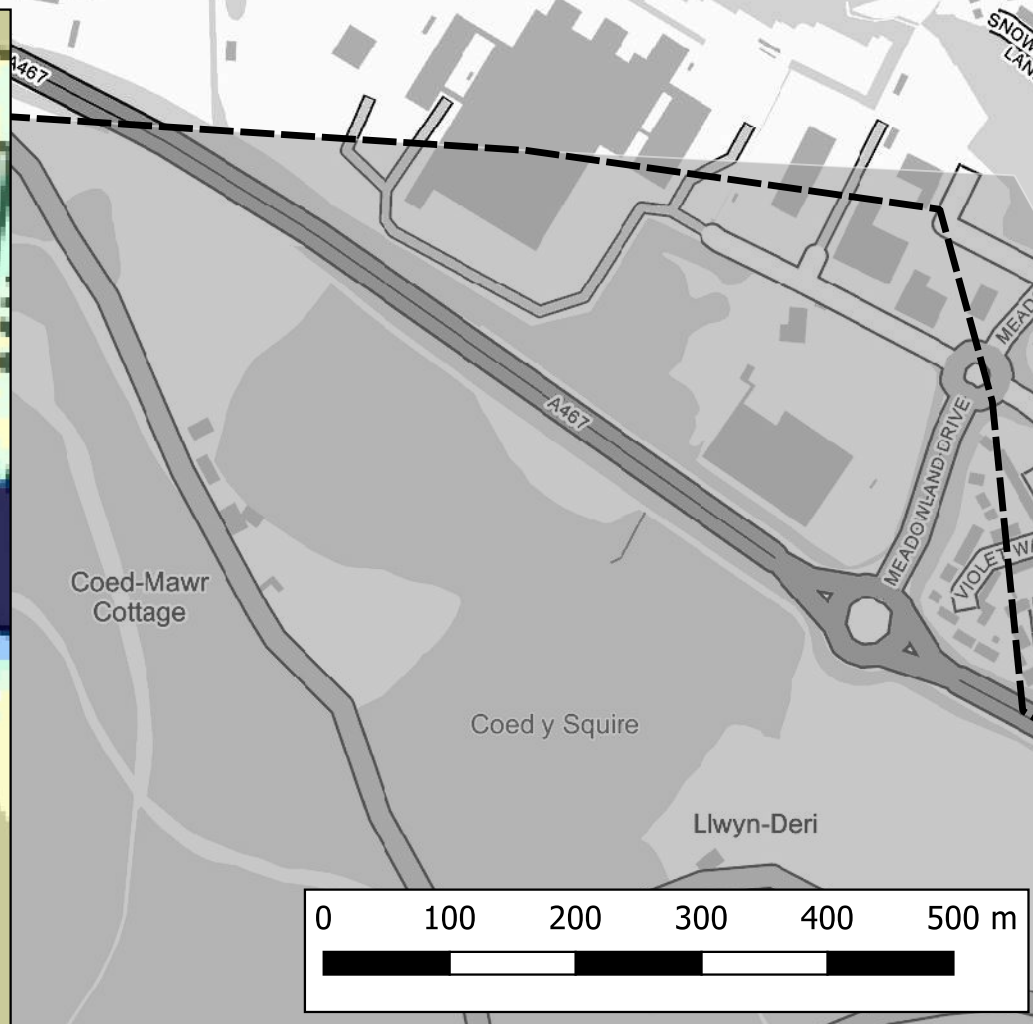 SNOW
LAN
A467
MEAD
A467
MEADOWLAND DRIVE
VIOLET WA
Coed-Mawr
Cottage
Coed y Squire
Llwyn-Deri
0 100 200 300 400 500 m